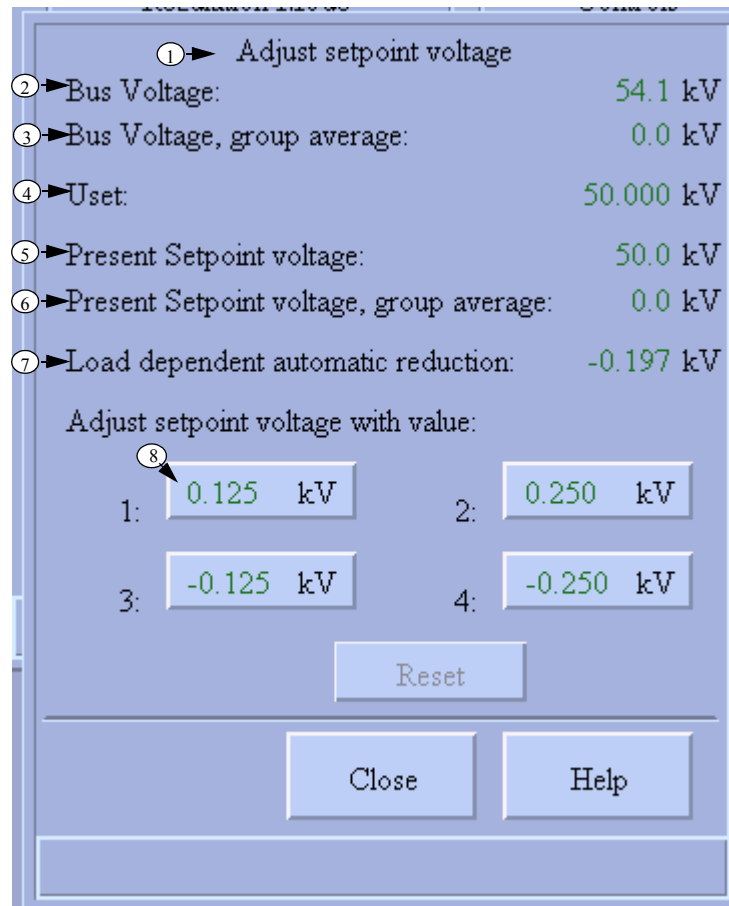 1 Adjust setpoint voltage
2 Bus Voltage: 54.1 kV
3 Bus Voltage, group average: 0.0 kV
4 Uset: 50.000 kV
5 Present Setpoint voltage: 50.0 kV
6 Present Setpoint voltage, group average: 0.0 kV
7 Load dependent automatic reduction: -0.197 kV
Adjust setpoint voltage with value:
8
1: 0.125 kV 2: 0.250 kV
3: -0.125 kV 4: -0.250 kV
Reset
Close Help